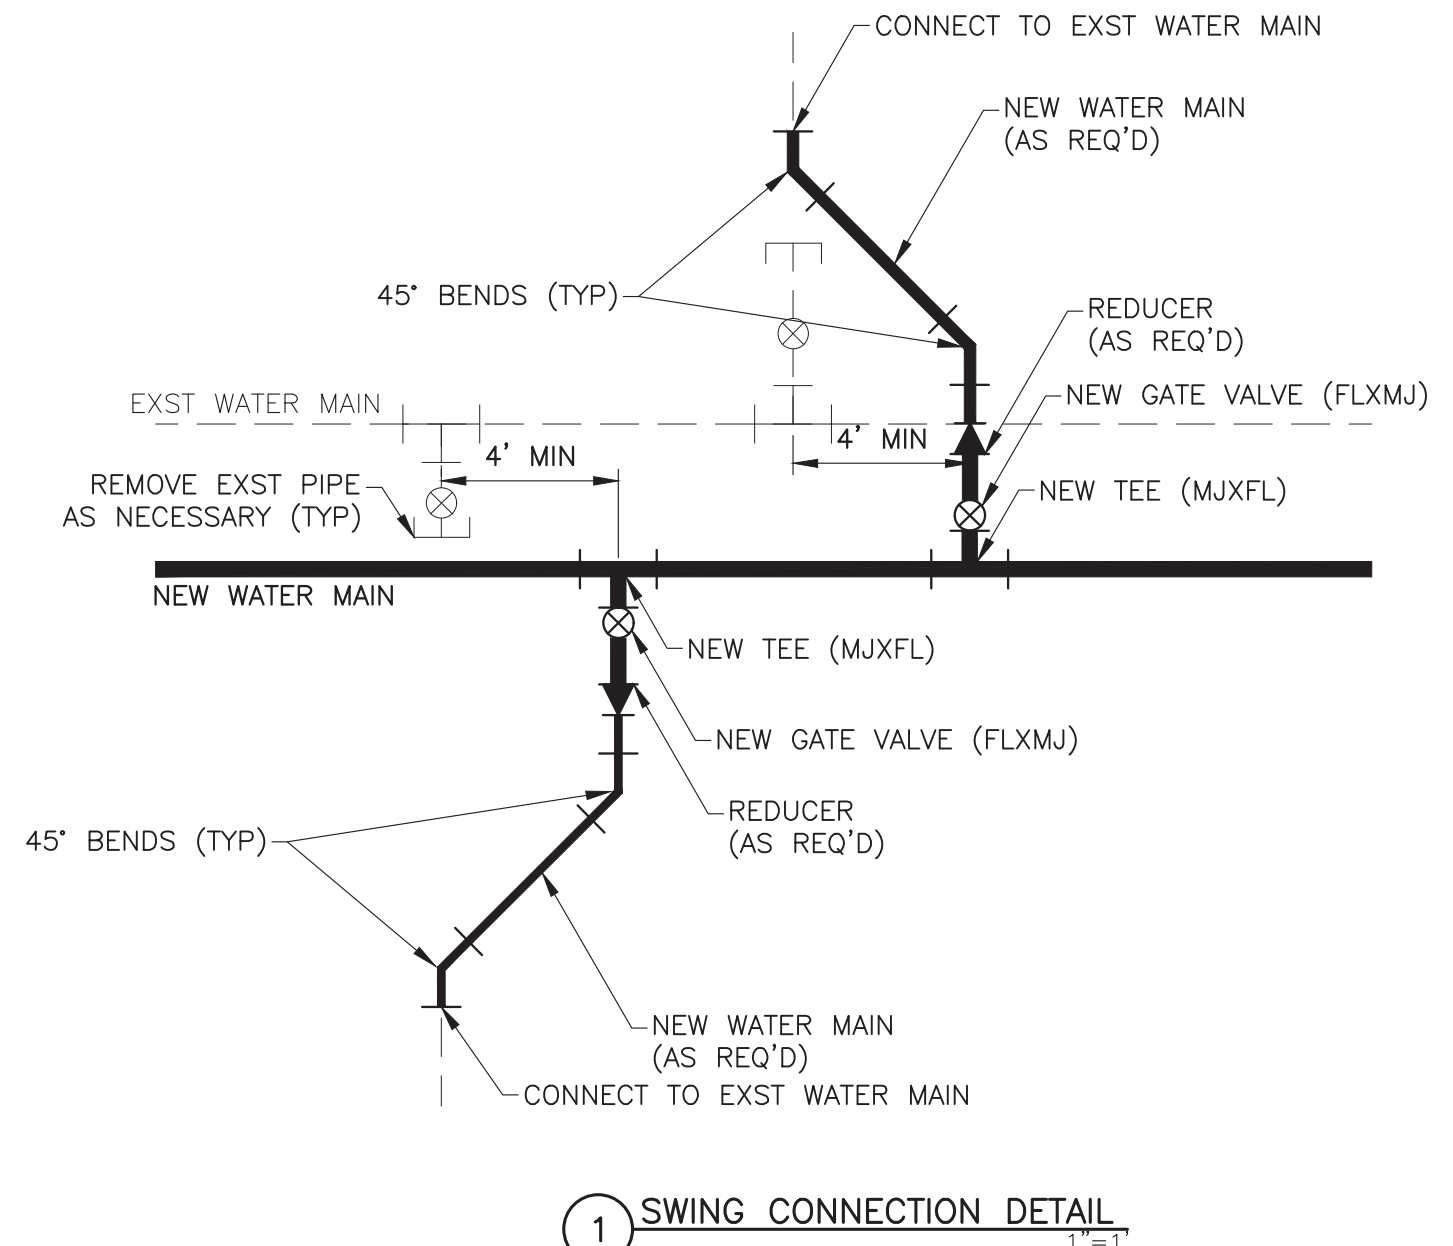 CONNECT TO EXST WATER MAIN
NEW WATER MAIN
(AS REQ'D)
45° BENDS (TYP)
REDUCER
(AS REQ'D)
NEW GATE VALVE (FLXMJ)
EXST WATER MAIN
4' MIN
4' MIN
REMOVE EXST PIPE
AS NECESSARY (TYP)
NEW TEE (MJXFL)
NEW WATER MAIN
NEW TEE (MJXFL)
NEW GATE VALVE (FLXMJ)
REDUCER
(AS REQ'D)
45° BENDS (TYP)
NEW WATER MAIN
(AS REQ'D)
CONNECT TO EXST WATER MAIN
1
SWING CONNECTION DETAIL
1"=1'